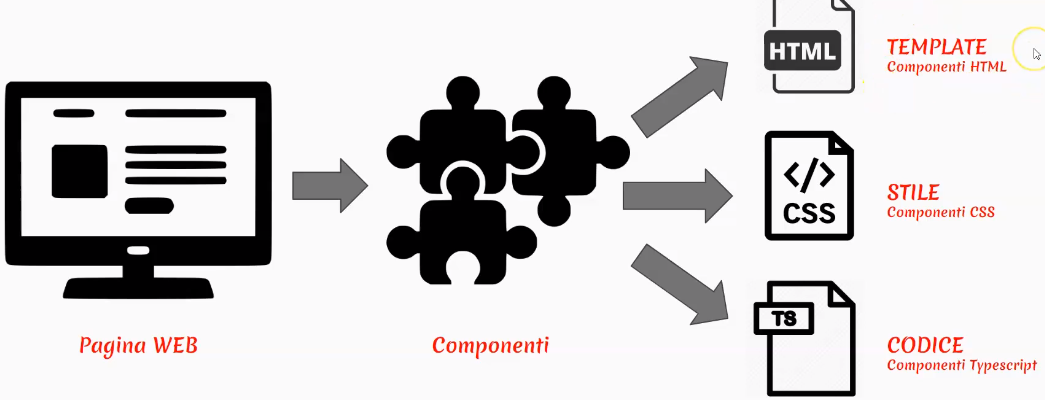 HTML
TEMPLATE
Componenti HTML
</>
CSS
STILE
Componenti CSS
TS
CODICE
Componenti Typescript
Pagina WEB
Componenti